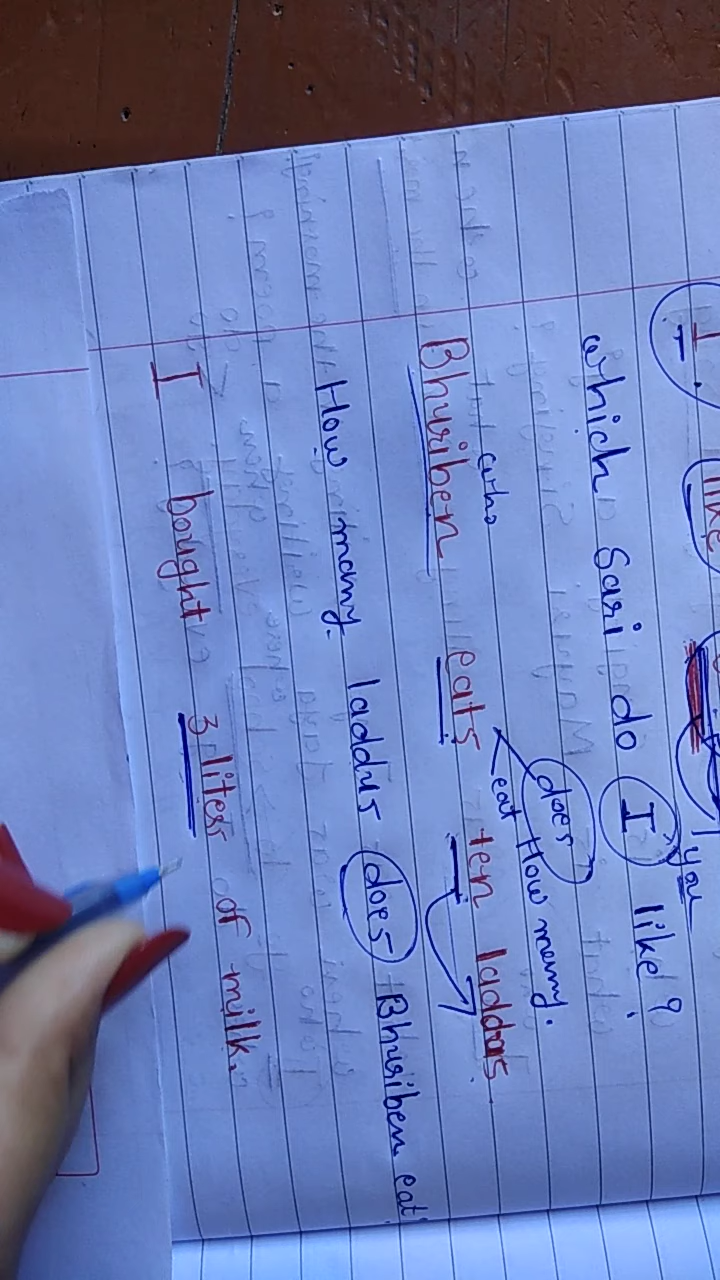 I. like
you
which Sari do I like?
does
who eat How many.
Bhuriben eats ten laddus.
How many laddus does Bhuriben eat
I bought 3 liters of milk.